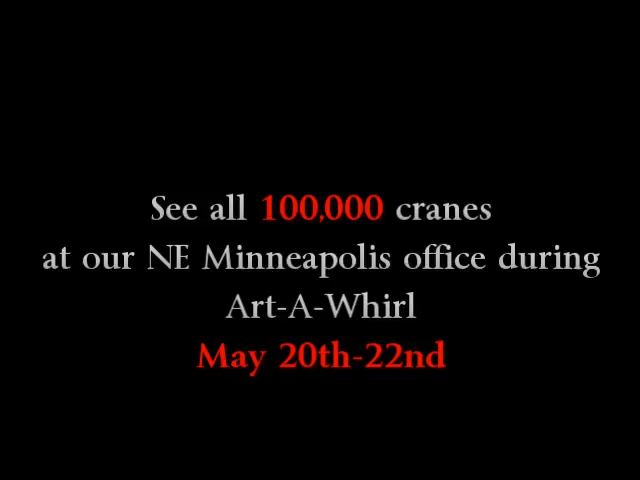 See all 100,000 cranes
at our NE Minneapolis office during
Art-A-Whirl
May 20th-22nd